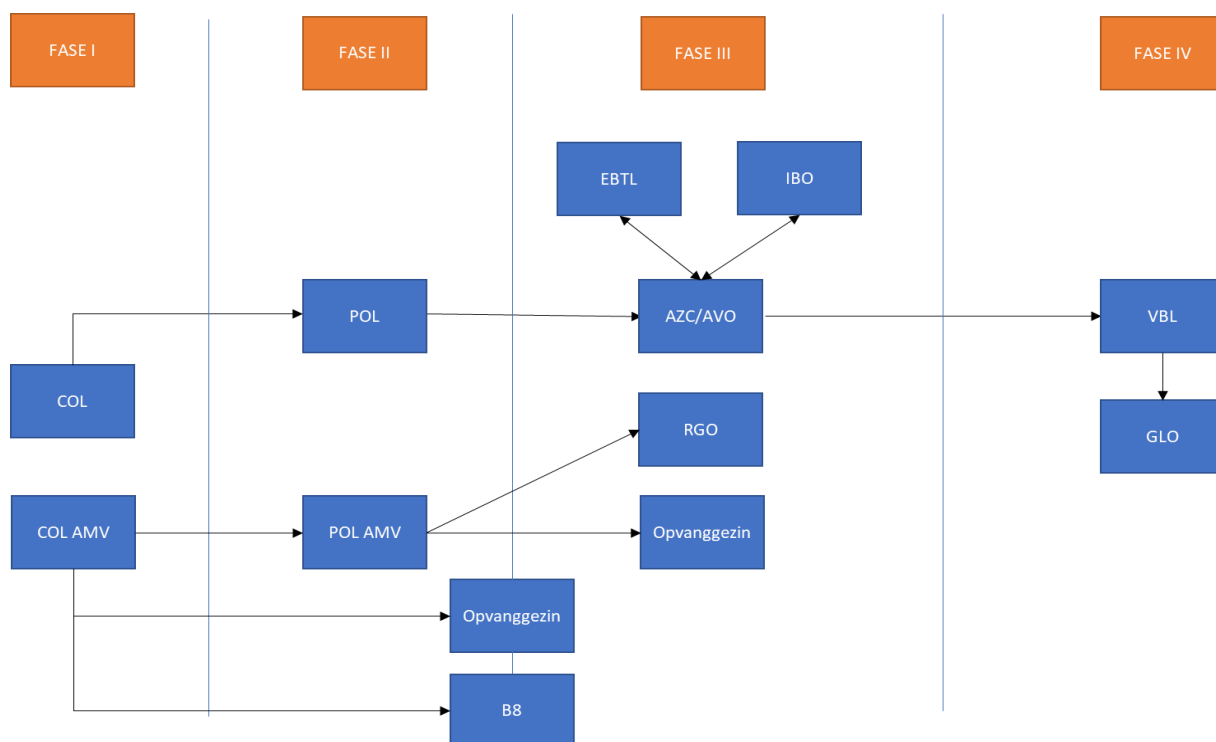 FASE I
FASE II
FASE III
FASE IV
EBTL
IBO
POL
AZC/AVO
VBL
COL
RGO
GLO
COL AMV
POL AMV
Opvanggezin
Opvanggezin
B8